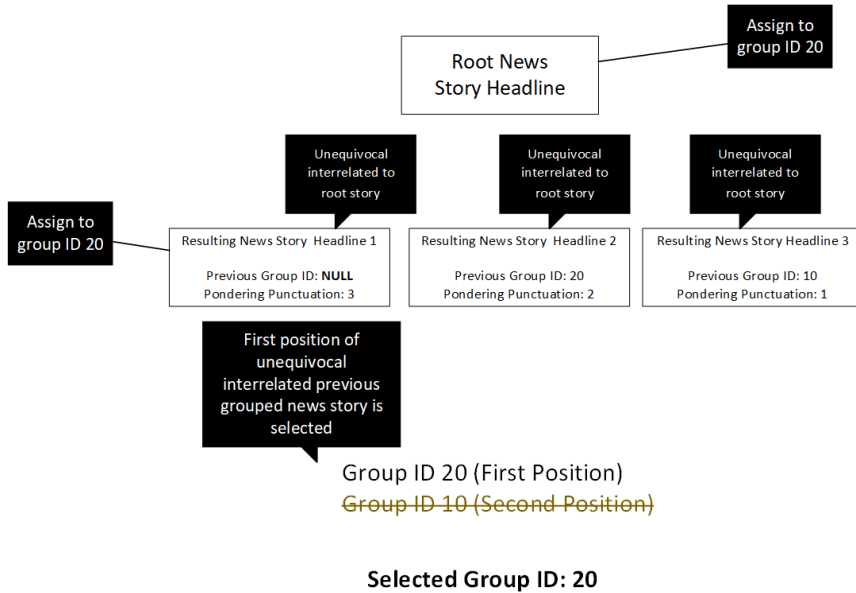 Assign to
group ID 20
Root News
Story Headline
Unequivocal
interrelated to
root story
Unequivocal
interrelated to
root story
Unequivocal
interrelated to
root story
Assign to
group ID 20
Resulting News Story Headline 1
Previous Group ID: NULL
Pondering Punctuation: 3
Resulting News Story Headline 2
Previous Group ID: 20
Pondering Punctuation: 2
Resulting News Story Headline 3
Previous Group ID: 10
Pondering Punctuation: 1
First position of
unequivocal
interrelated previous
grouped news story is
selected
Group ID 20 (First Position)
Group ID 10 (Second Position)
Selected Group ID: 20